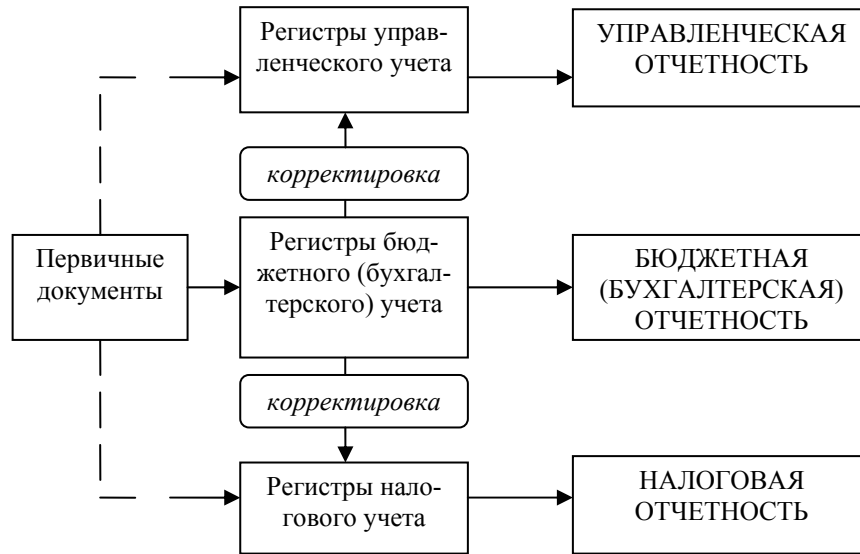 Регистры управ-
ленческого учета
УПРАВЛЕНЧЕСКАЯ
ОТЧЕТНОСТЬ
корректировка
Первичные
документы
Регистры бюд-
жетного (бухгал-
терского) учета
БЮДЖЕТНАЯ
(БУХГАЛТЕРСКАЯ)
ОТЧЕТНОСТЬ
корректировка
Регистры нало-
гового учета
НАЛОГОВАЯ
ОТЧЕТНОСТЬ